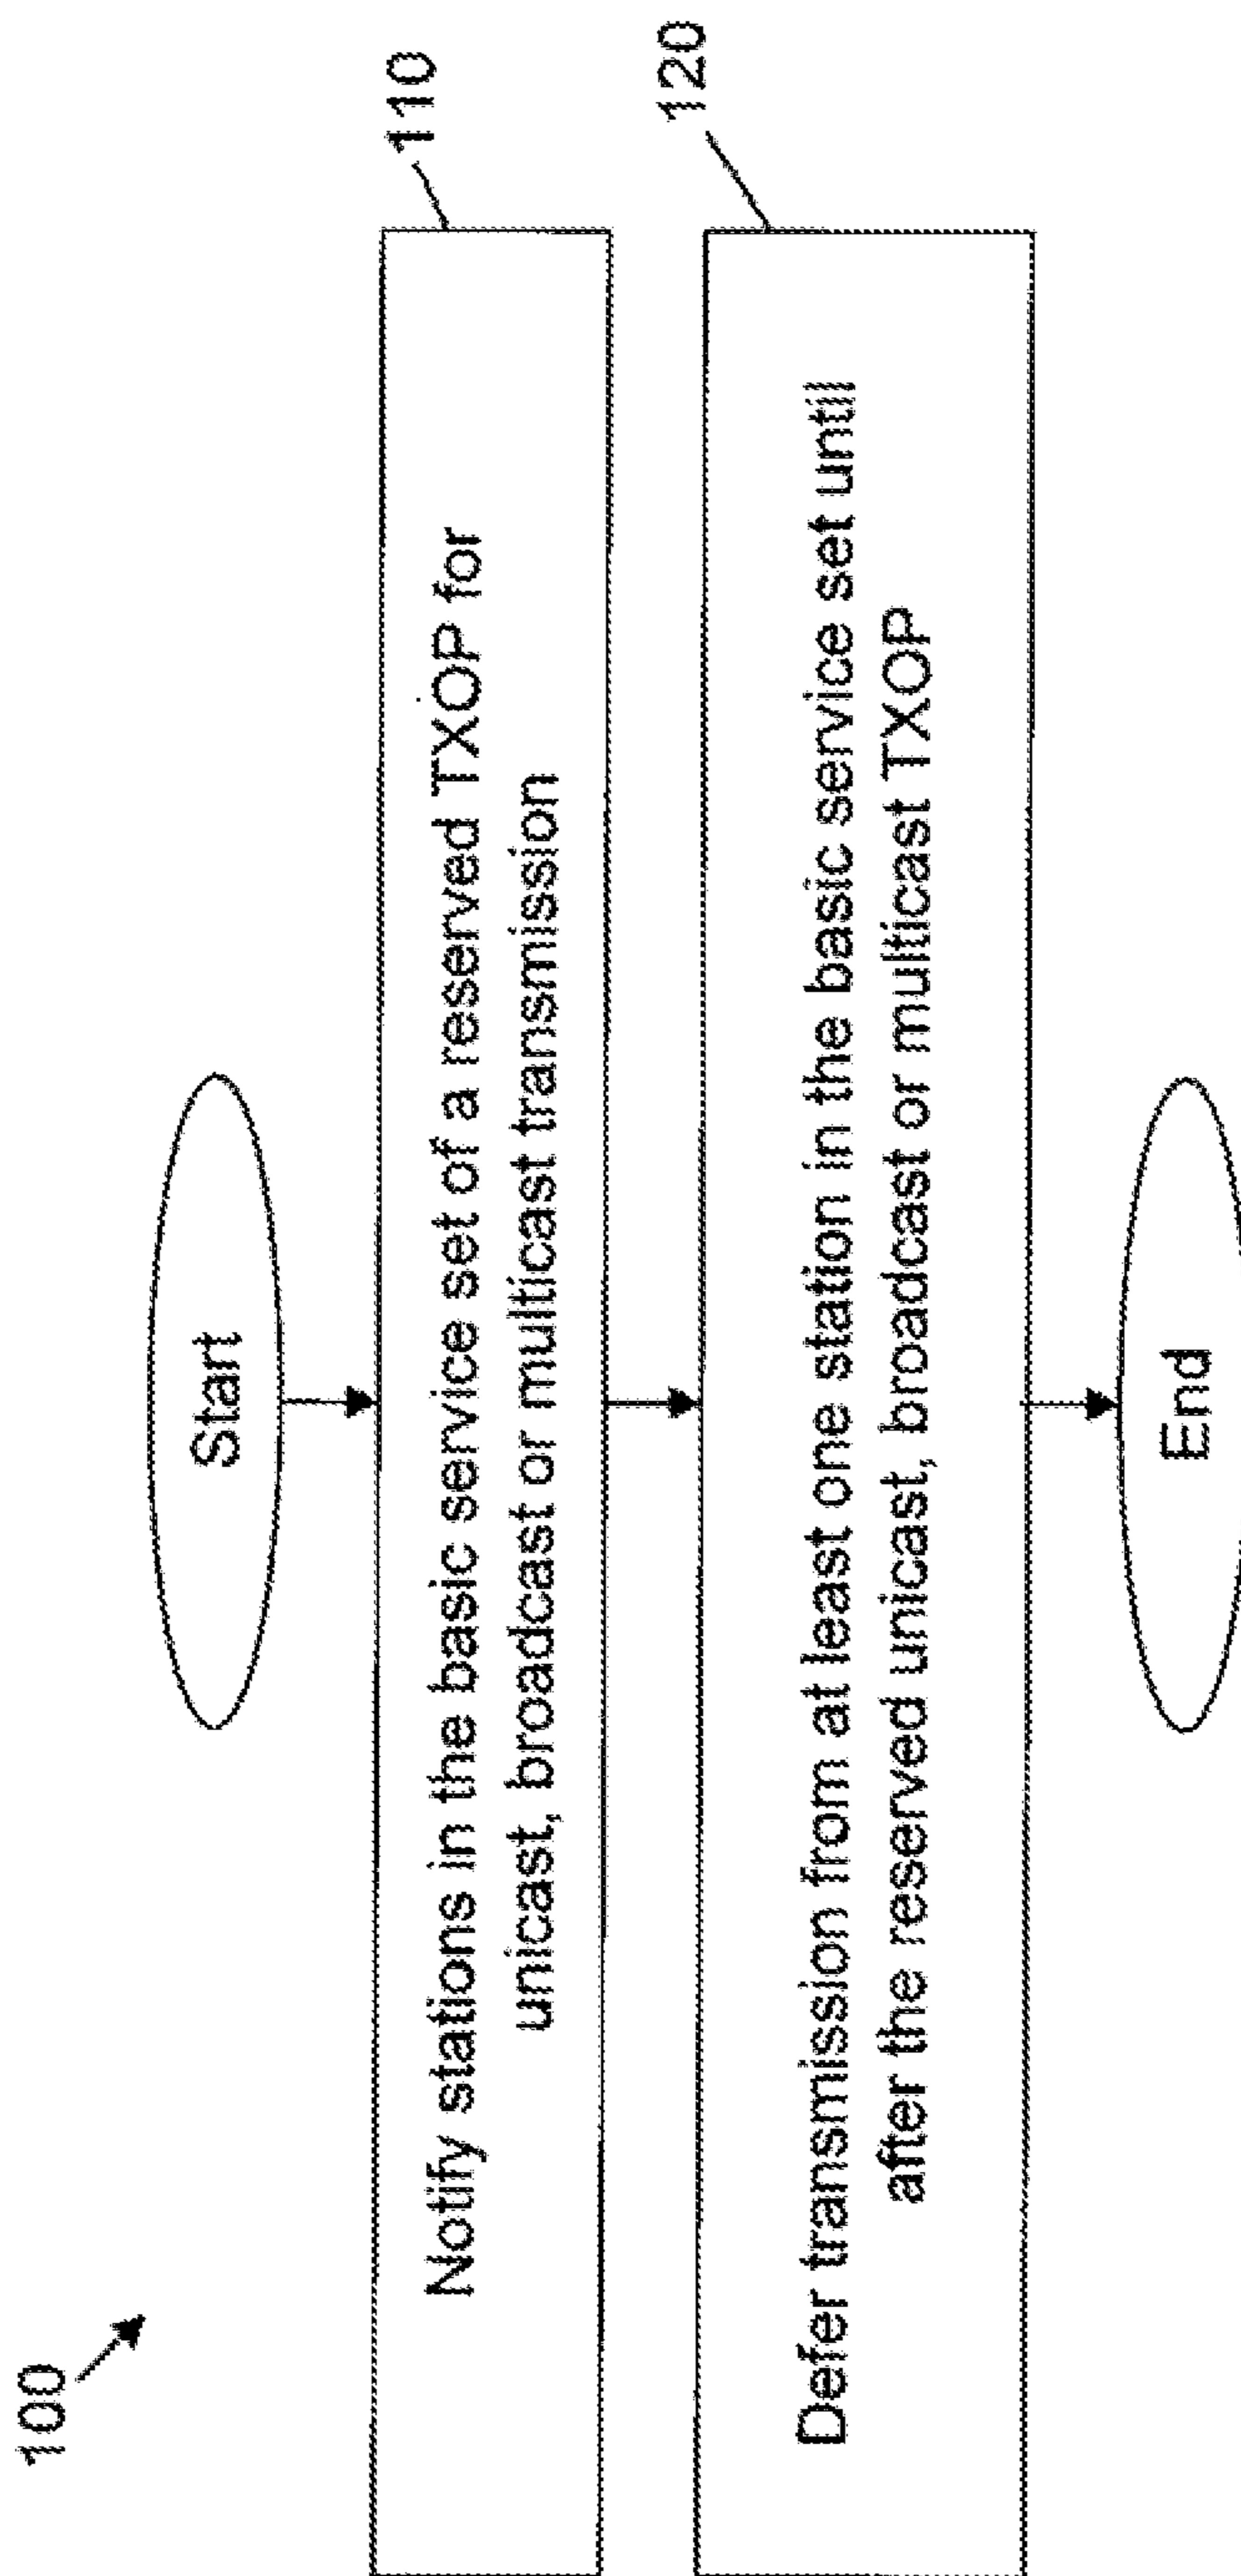 100
Start
110
Notify stations in the basic service set of a reserved TXOP for
unicast, broadcast or multicast transmission
120
Defer transmission from at least one station in the basic service set until
after the reserved unicast, broadcast or multicast TXOP
End